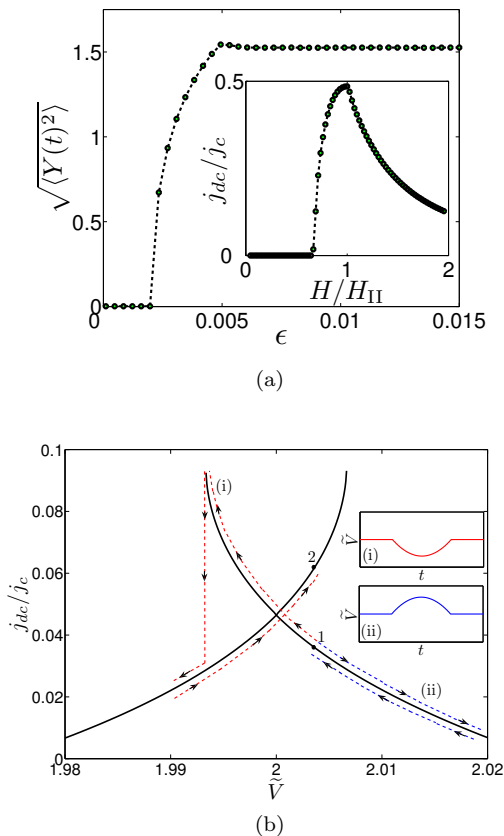 1.5
1
0.5
0
√⟨Y(t)²⟩
0.005
0.01
0.015
ϵ
0.5
0
j_dc/j_c
0
1
2
H/H_II
(a)
0.1
0.08
0.06
0.04
0.02
0
j_dc/j_c
1.98
1.99
2
2.01
2.02
Ṽ
(i)
2
1
(ii)
Ṽ
(i)
t
Ṽ
(ii)
t
(b)